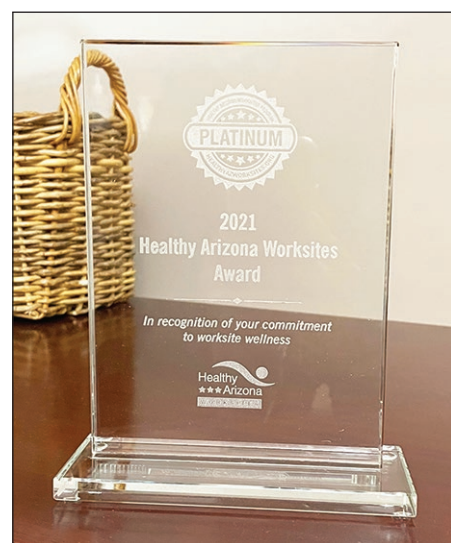 PLATINUM
2021
Healthy Arizona Worksites
Award
In recognition of your commitment
to worksite wellness
Healthy
Arizona